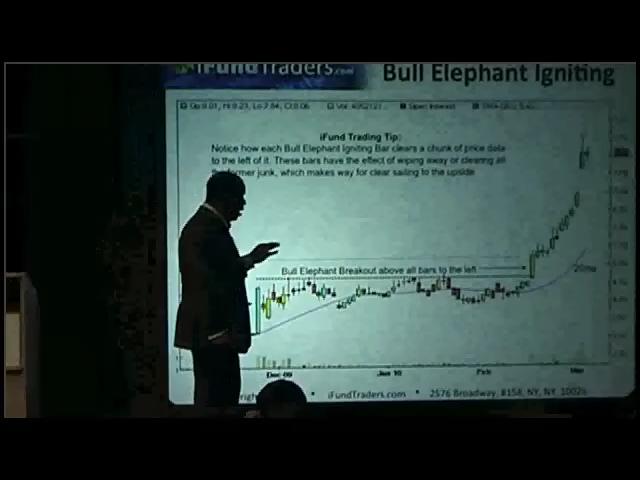 iFundTraders.com
Bull Elephant Igniting
iFund Trading Tip:
Notice how each Bull Elephant Igniting Bar clears a chunk of price data
to the left of it. These bars have the effect of wiping away or clearing all
former junk, which makes way for clear sailing to the upside
Bull Elephant Breakout above all bars to the left
20ma
Dec 09 Jan 10 Feb Mar
iFundTraders.com * 2576 Broadway, #158, NY, NY, 10025